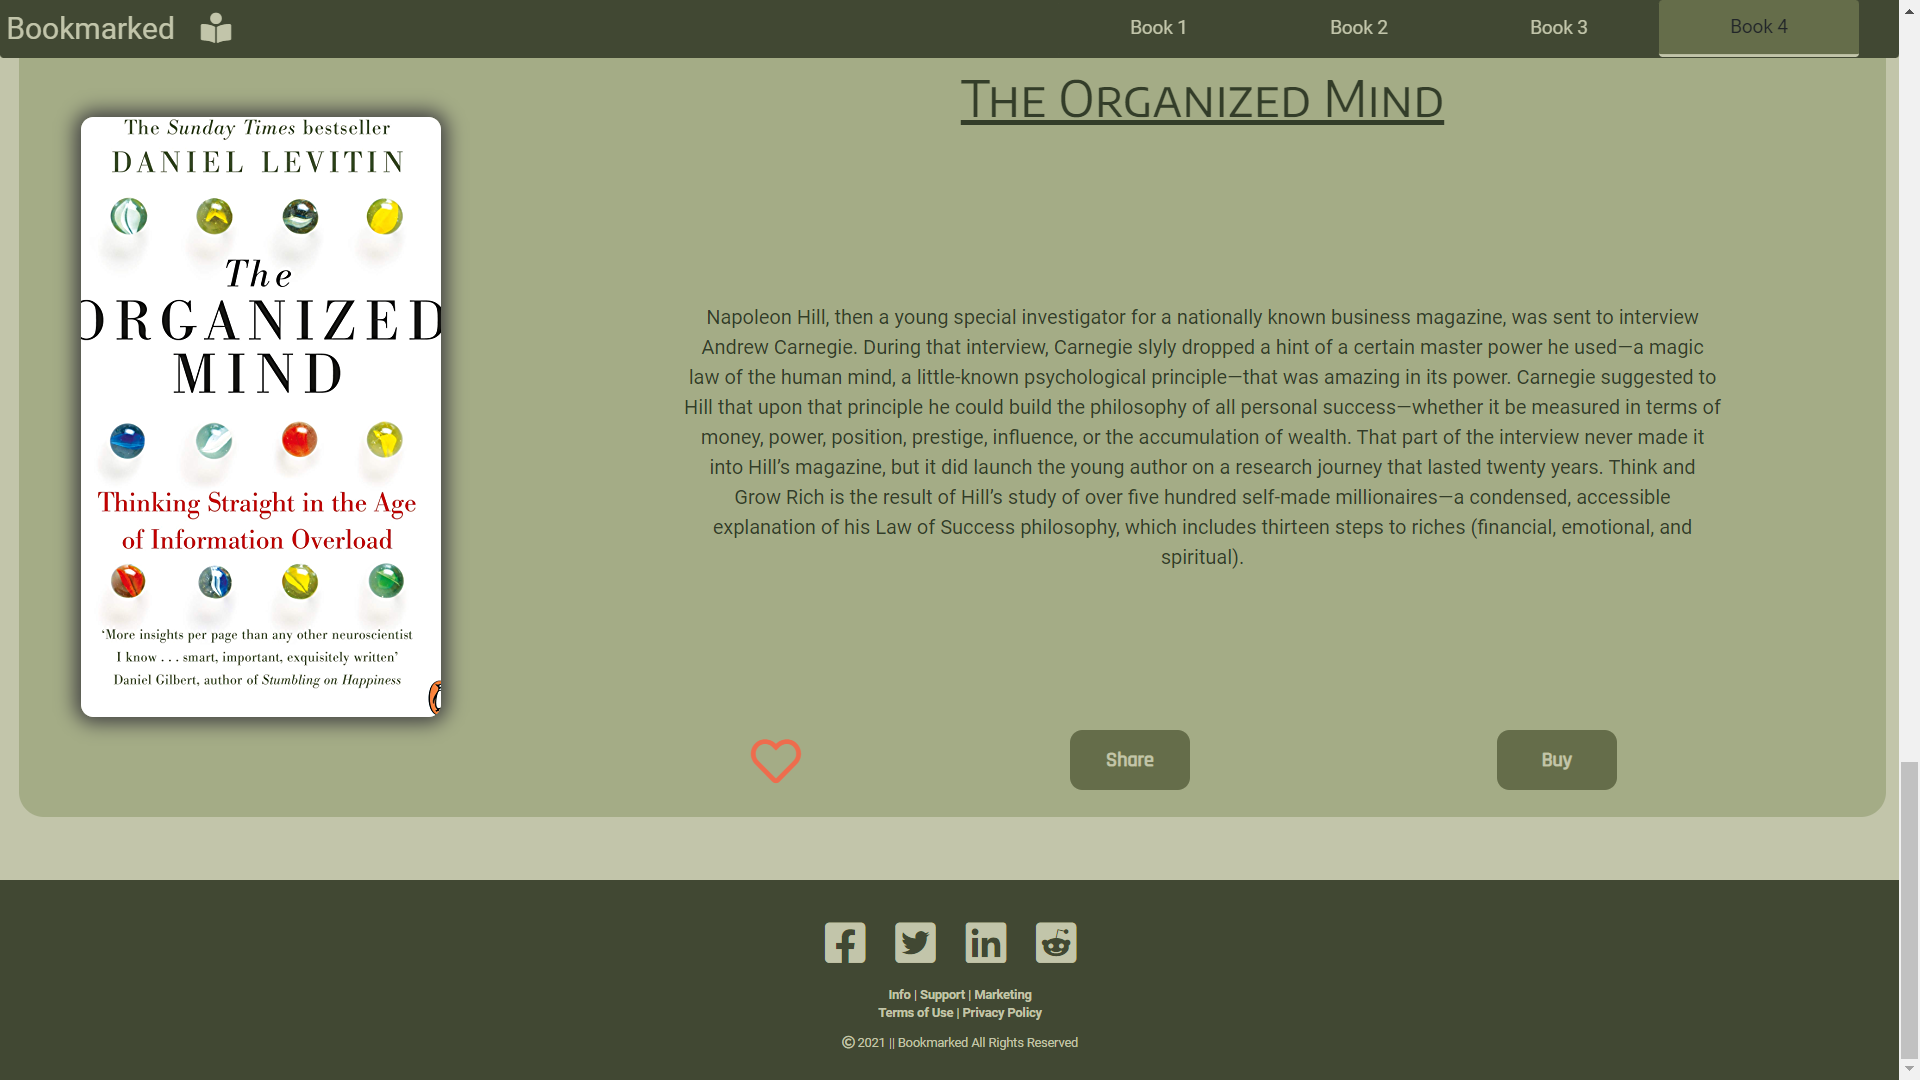 Bookmarked
Book 1
Book 2
Book 3
Book 4
The Organized Mind
The Sunday Times bestseller
DANIEL LEVITIN
The
ORGANIZED
MIND
Thinking Straight in the Age
of Information Overload
‘More insights per page than any other neuroscientist
I know . . . smart, important, exquisitely written’
Daniel Gilbert, author of Stumbling on Happiness
Napoleon Hill, then a young special investigator for a nationally known business magazine, was sent to interview
Andrew Carnegie. During that interview, Carnegie slyly dropped a hint of a certain master power he used—a magic
law of the human mind, a little-known psychological principle—that was amazing in its power. Carnegie suggested to
Hill that upon that principle he could build the philosophy of all personal success—whether it be measured in terms of
money, power, position, prestige, influence, or the accumulation of wealth. That part of the interview never made it
into Hill’s magazine, but it did launch the young author on a research journey that lasted twenty years. Think and
Grow Rich is the result of Hill’s study of over five hundred self-made millionaires—a condensed, accessible
explanation of his Law of Success philosophy, which includes thirteen steps to riches (financial, emotional, and
spiritual).
Share
Buy
Info | Support | Marketing
Terms of Use | Privacy Policy
© 2021 || Bookmarked All Rights Reserved